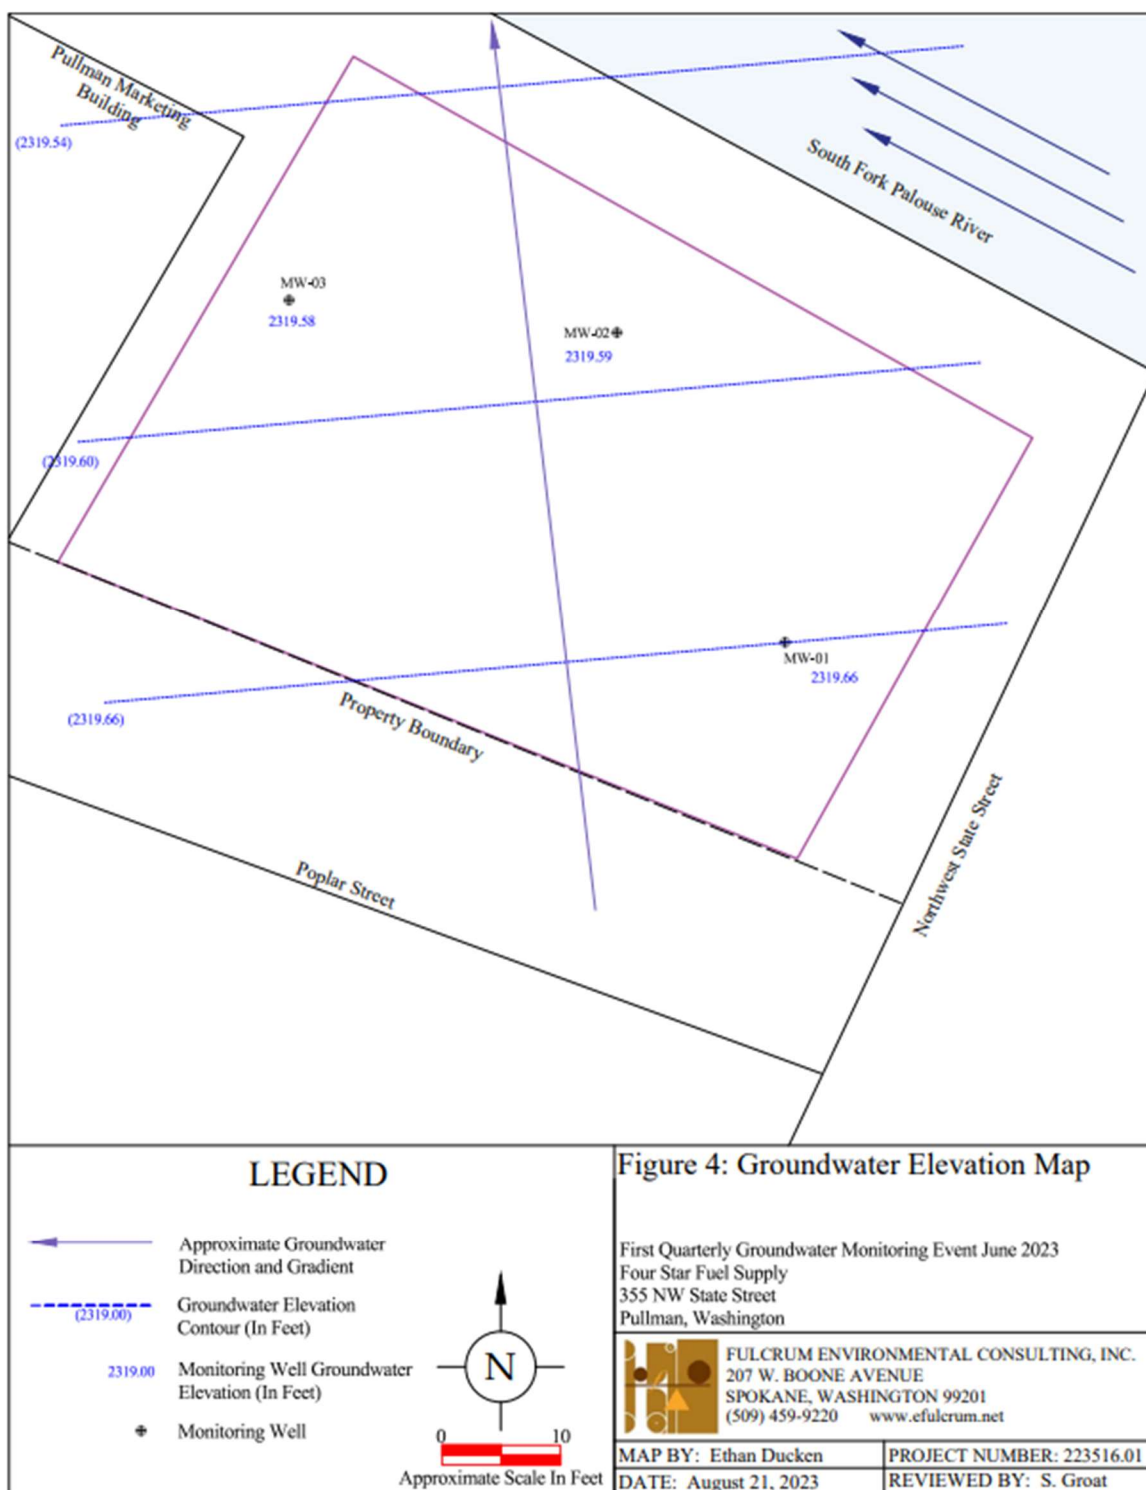 Pullman Marketing
Building
(2319.54)
South Fork Palouse River
MW-03
2319.58
MW-02
2319.59
(2319.60)
MW-01
2319.66
(2319.66)
Property Boundary
Northwest State Street
Poplar Street
LEGEND
Approximate Groundwater
Direction and Gradient
(2319.00)
Groundwater Elevation
Contour (In Feet)
2319.00
Monitoring Well Groundwater
Elevation (In Feet)
Monitoring Well
N
0 10
Approximate Scale In Feet
Figure 4: Groundwater Elevation Map
First Quarterly Groundwater Monitoring Event June 2023
Four Star Fuel Supply
355 NW State Street
Pullman, Washington
FULCRUM ENVIRONMENTAL CONSULTING, INC.
207 W. BOONE AVENUE
SPOKANE, WASHINGTON 99201
(509) 459-9220 www.efulcrum.net
MAP BY: Ethan Ducken
PROJECT NUMBER: 223516.01
DATE: August 21, 2023
REVIEWED BY: S. Groat